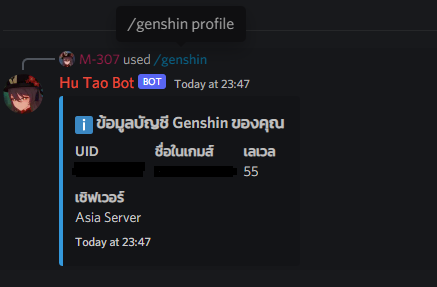 /genshin profile
M-307 used /genshin
Hu Tao Bot BOT Today at 23:47
i ข้อมูลบัญชี Genshin ของคุณ
UID ชื่อในเกมส์ เลเวล
55
เซิฟเวอร์
Asia Server
Today at 23:47